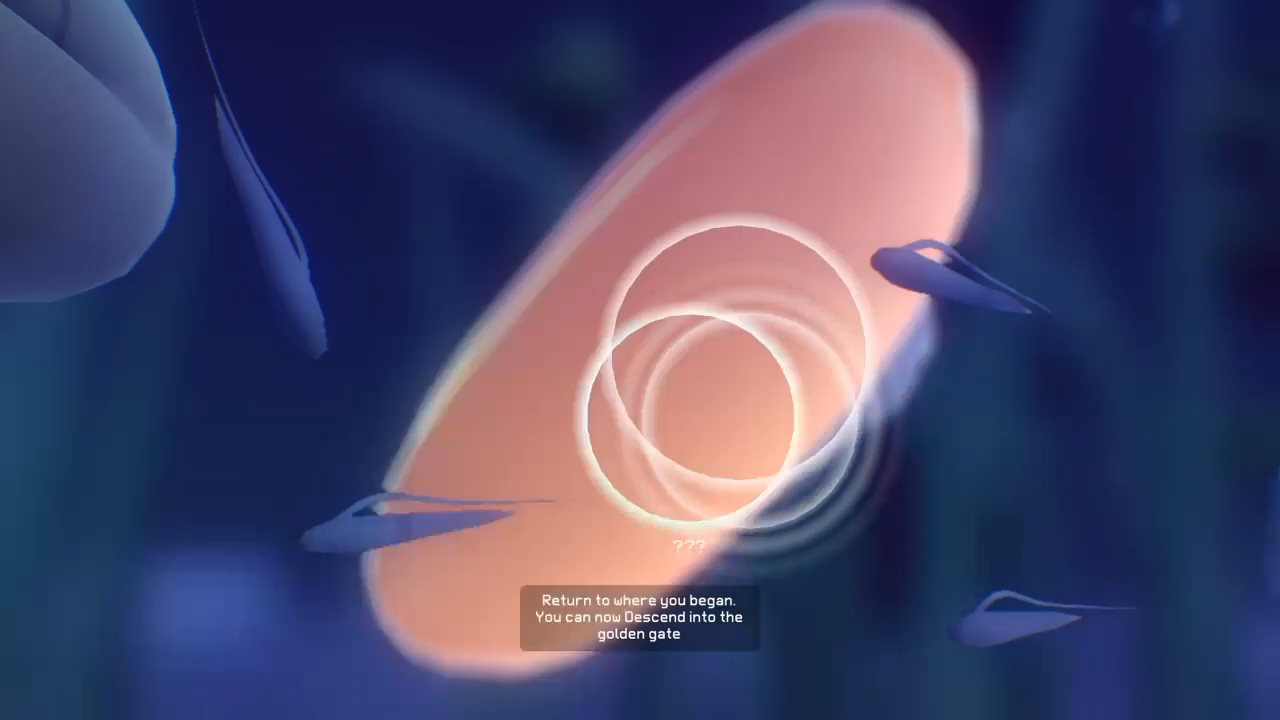 ???
Return to where you began.
You can now Descend into the
golden gate